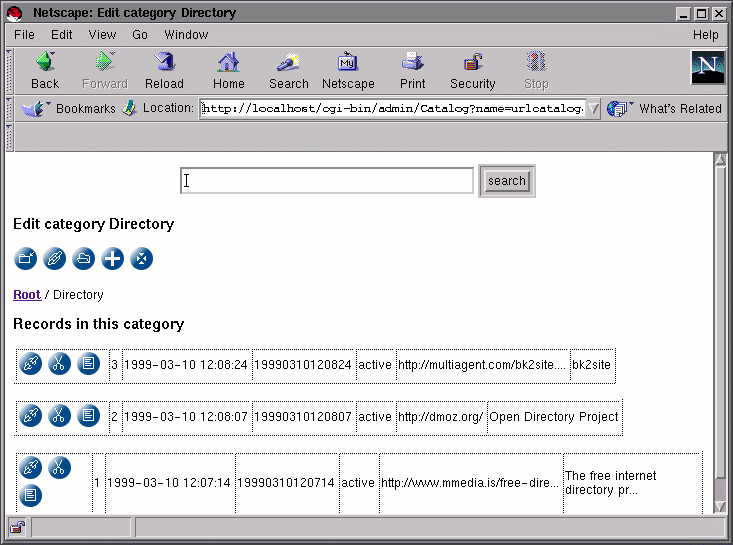 Netscape: Edit category Directory
File Edit View Go Window Help
Back Forward Reload Home Search Netscape Print Security Stop
My
N
Bookmarks Location: http://localhost/cgi-bin/admin/Catalog?name=urlcatalog. What's Related
search
Edit category Directory
Root / Directory
Records in this category
3 1999-03-10 12:08:24 19990310120824 active http://multiagent.com/bk2site.... bk2site
2 1999-03-10 12:08:07 19990310120807 active http://dmoz.org/ Open Directory Project
1 1999-03-10 12:07:14 19990310120714 active http://www.mmedia.is/free-dire... The free internet
directory pr...